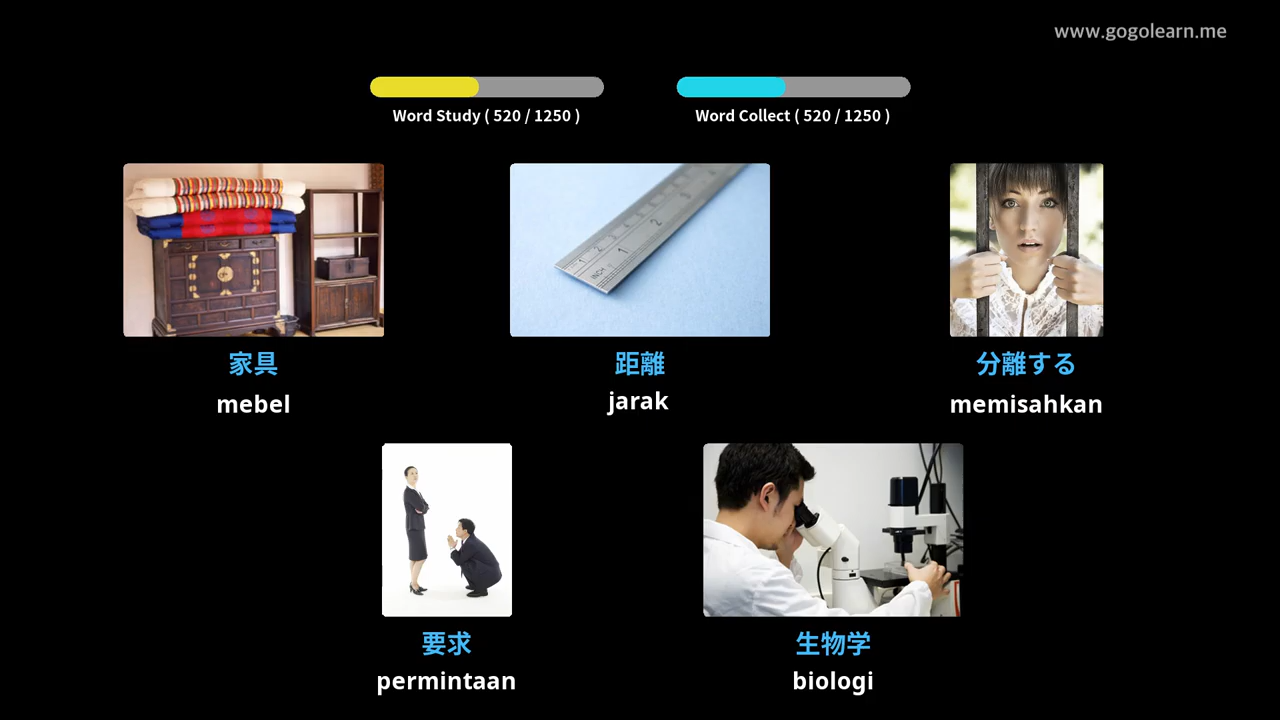 www.gogolearn.me
Word Study ( 520 / 1250 )
Word Collect ( 520 / 1250 )
家具
mebel
距離
jarak
分離する
memisahkan
要求
permintaan
生物学
biologi